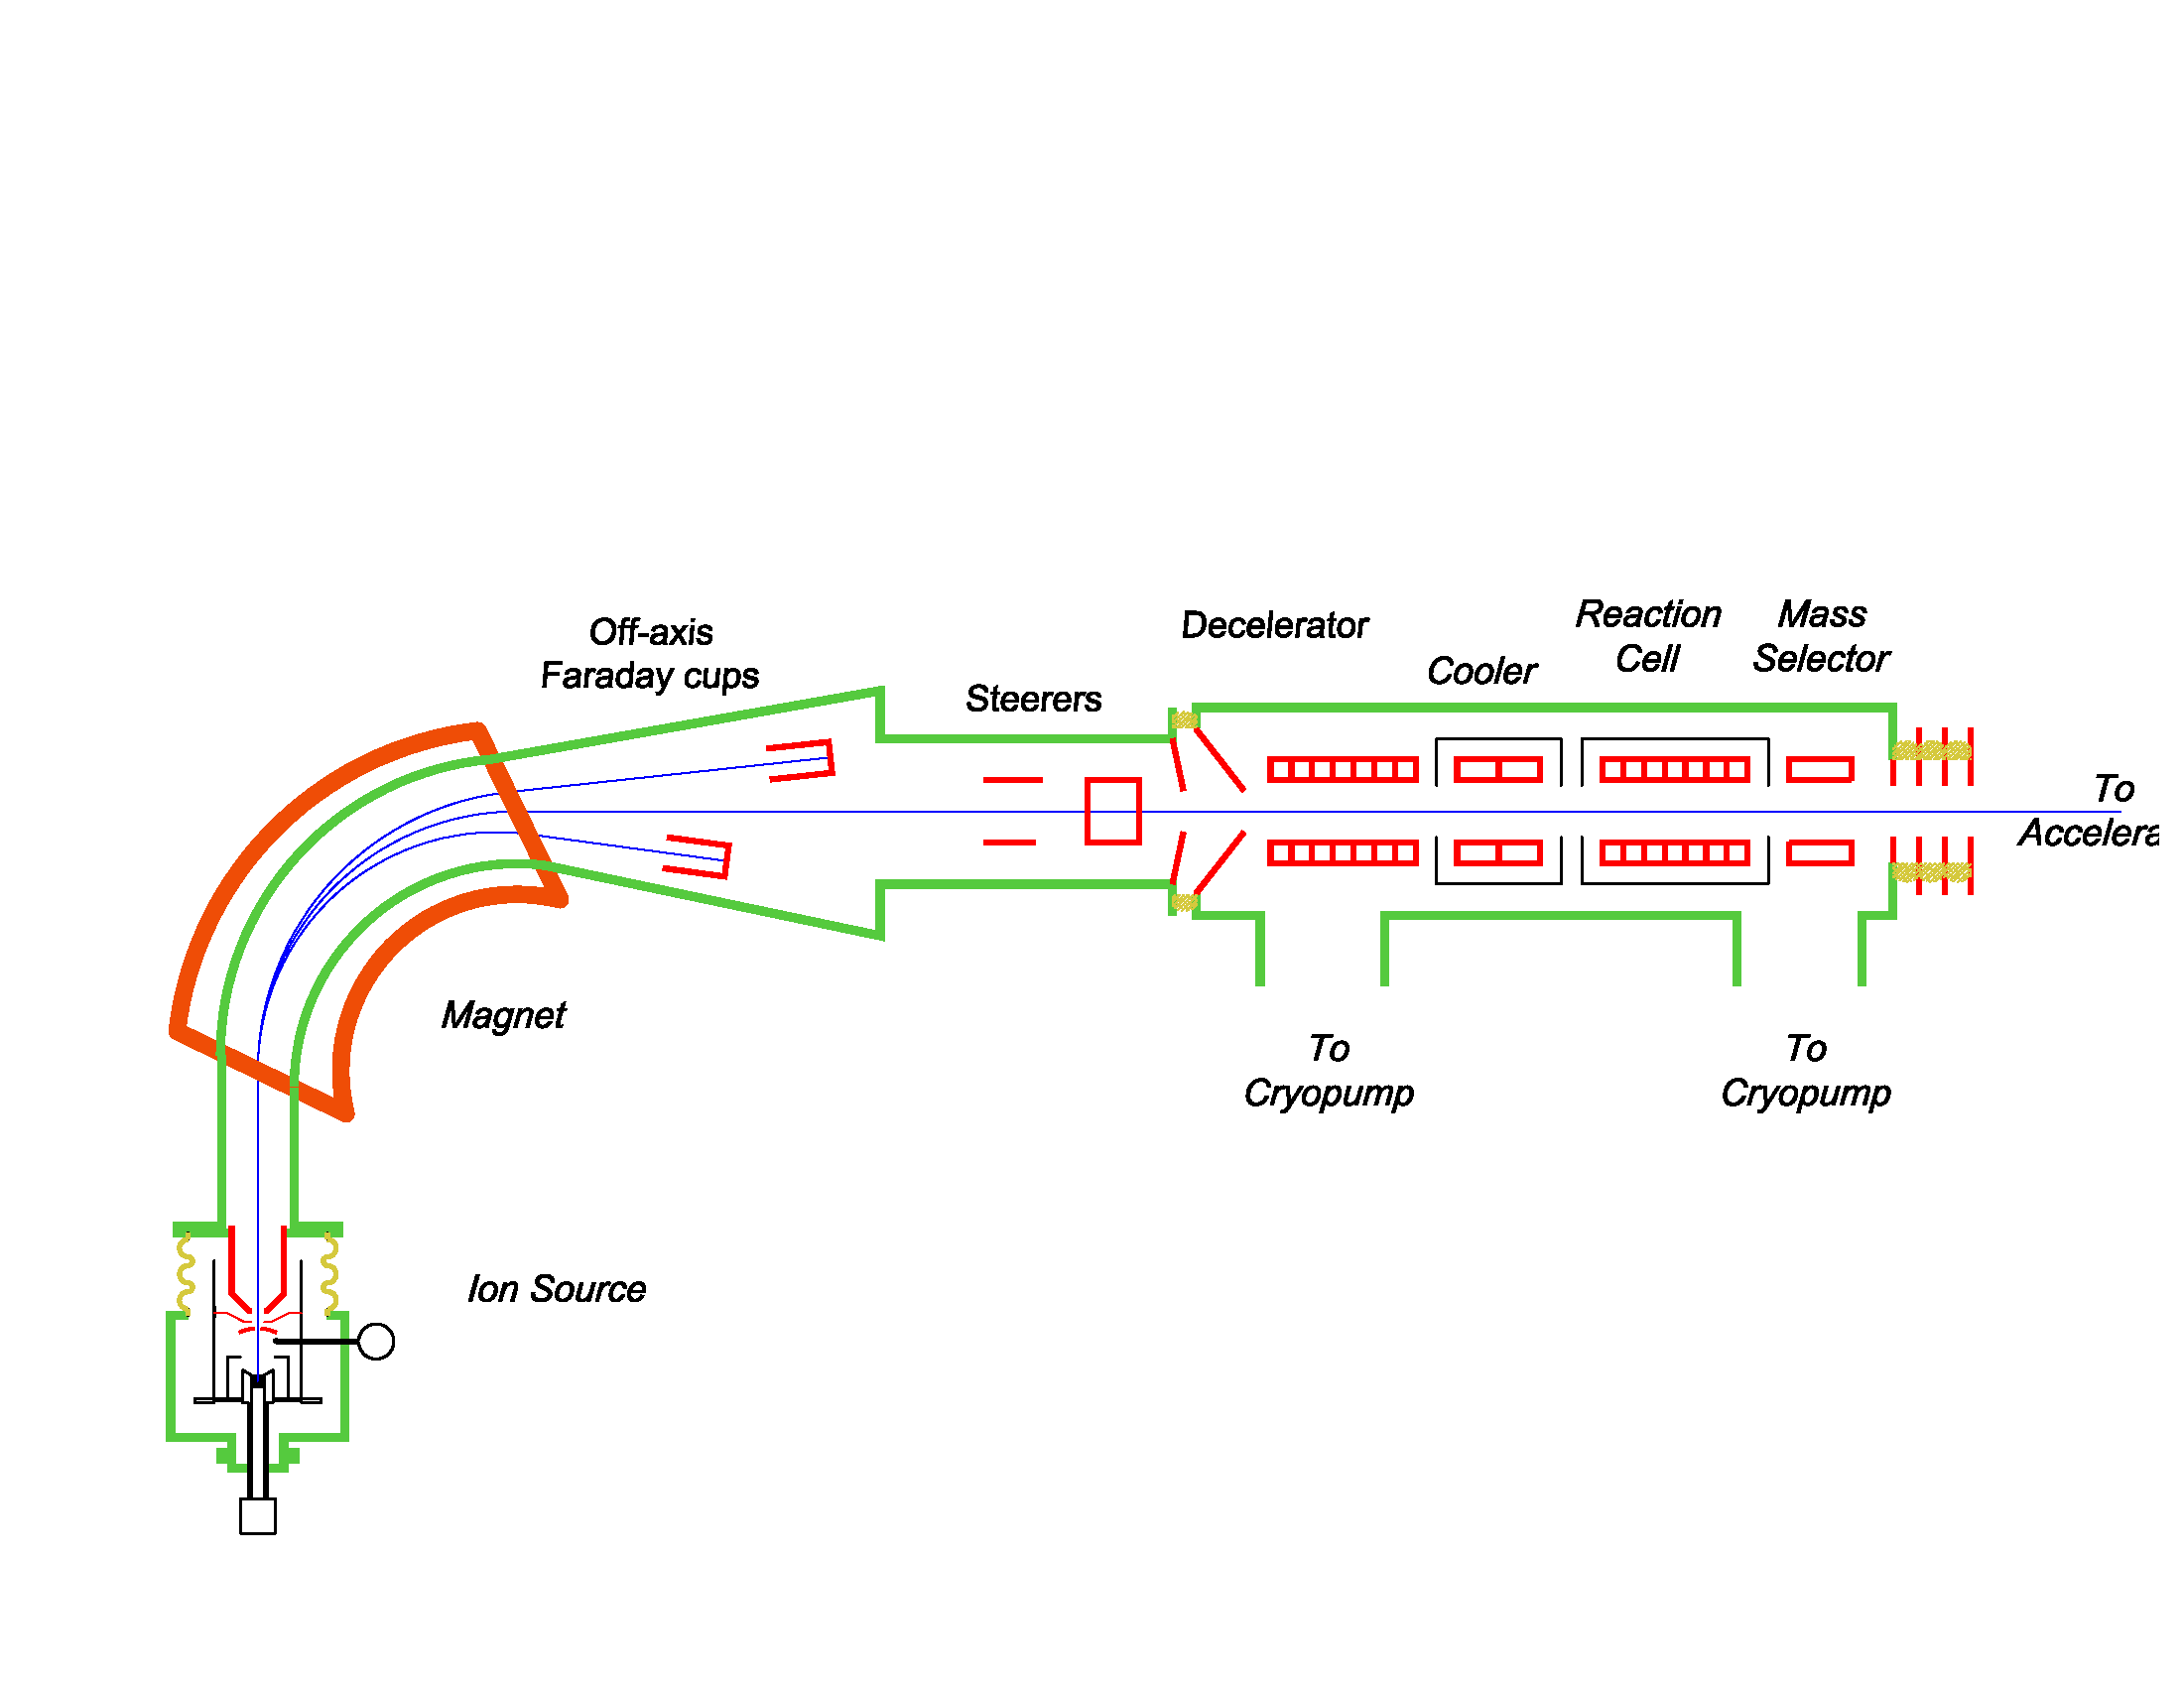 Off-axis
Faraday cups
Steerers
Decelerator
Cooler
Reaction
Cell
Mass
Selector
To
Accelera
Magnet
To
Cryopump
To
Cryopump
Ion Source